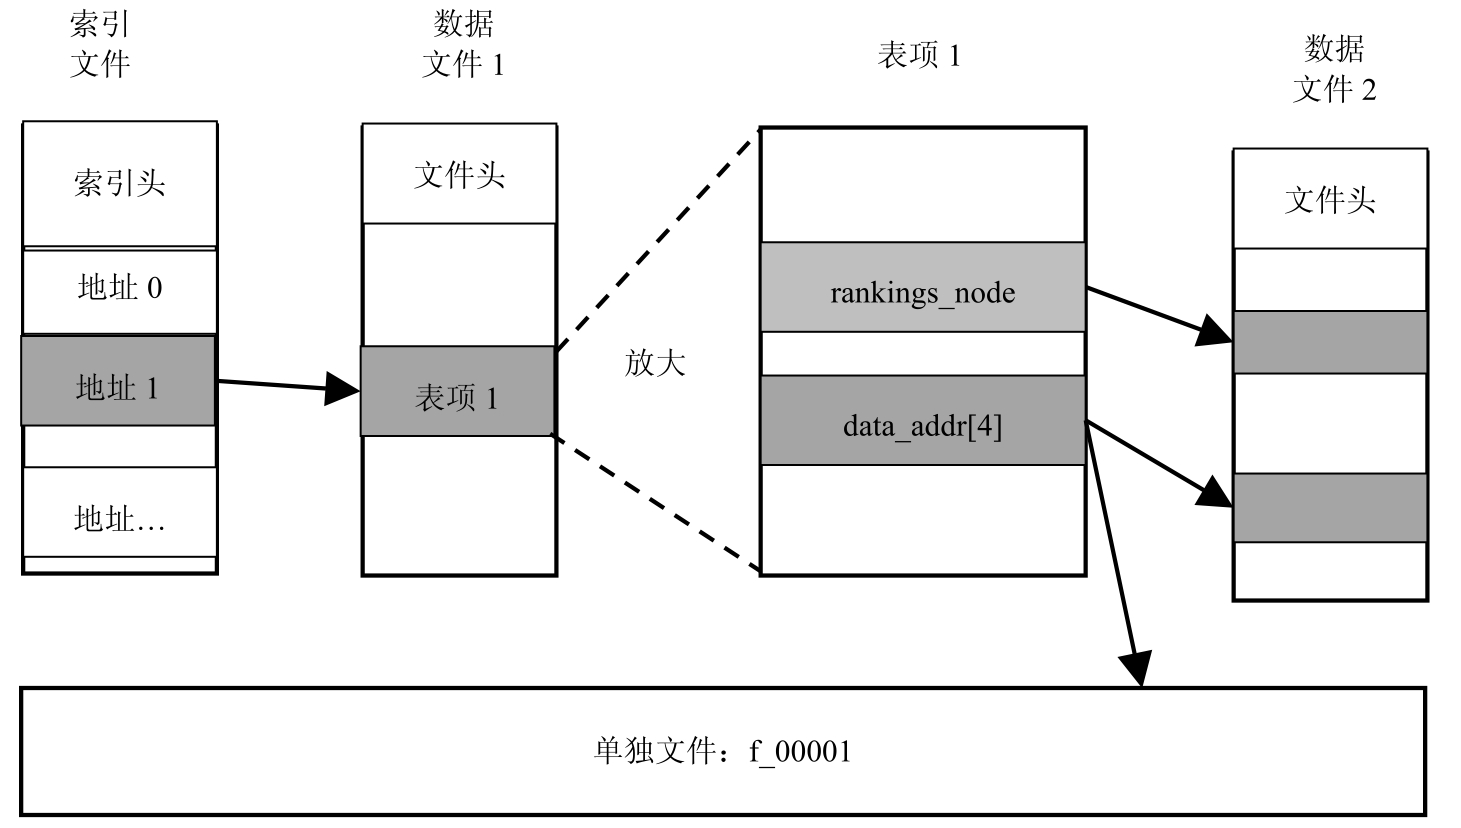 索引
文件
数据
文件 1
表项 1
数据
文件 2
索引头
地址 0
地址 1
地址…
文件头
表项 1
放大
rankings_node
data_addr[4]
文件头
单独文件：f_00001